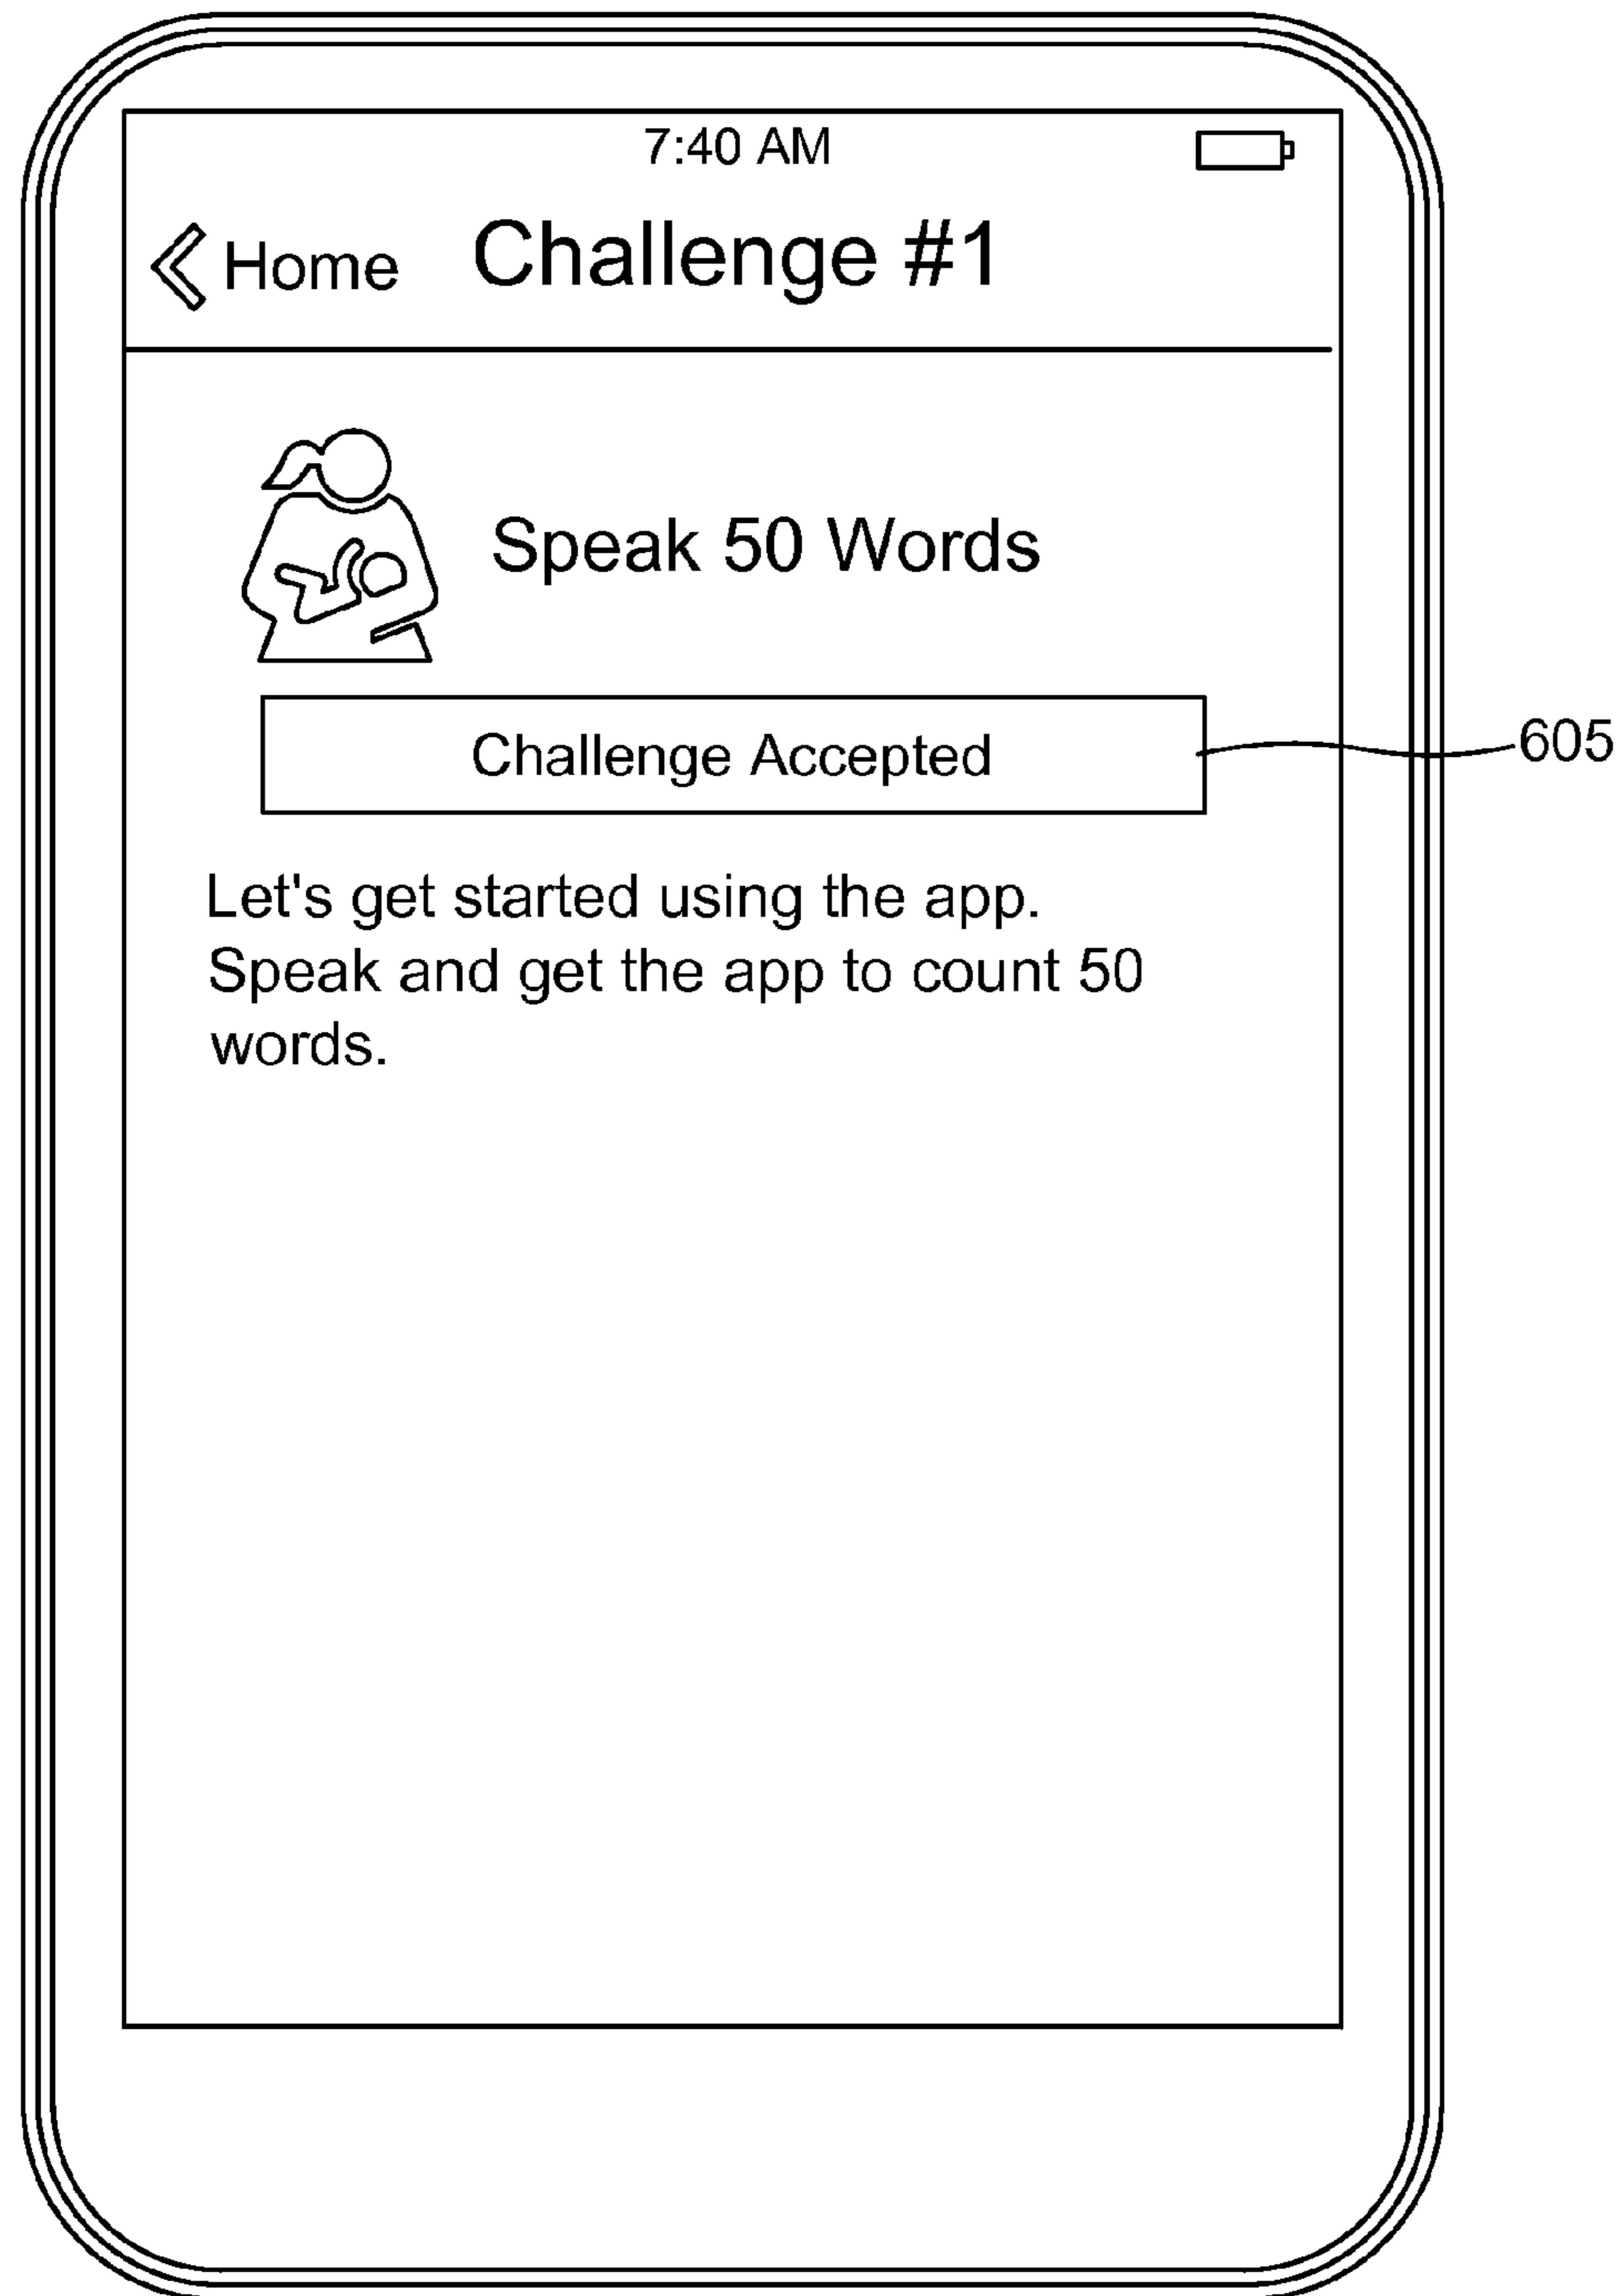 7:40 AM
Home Challenge #1
Speak 50 Words
Challenge Accepted
605
Let's get started using the app.
Speak and get the app to count 50
words.